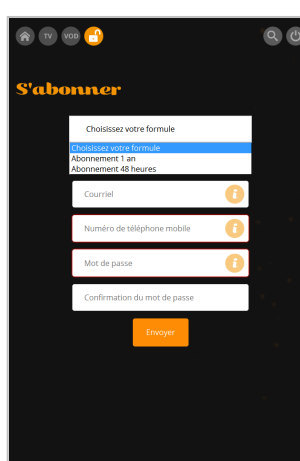 TV VOD
S'abonner
Choisissez votre formule
Choisissez votre formule
Abonnement 1 an
Abonnement 48 heures
Courriel
i
Numéro de téléphone mobile
i
Mot de passe
i
Confirmation du mot de passe
Envoyer